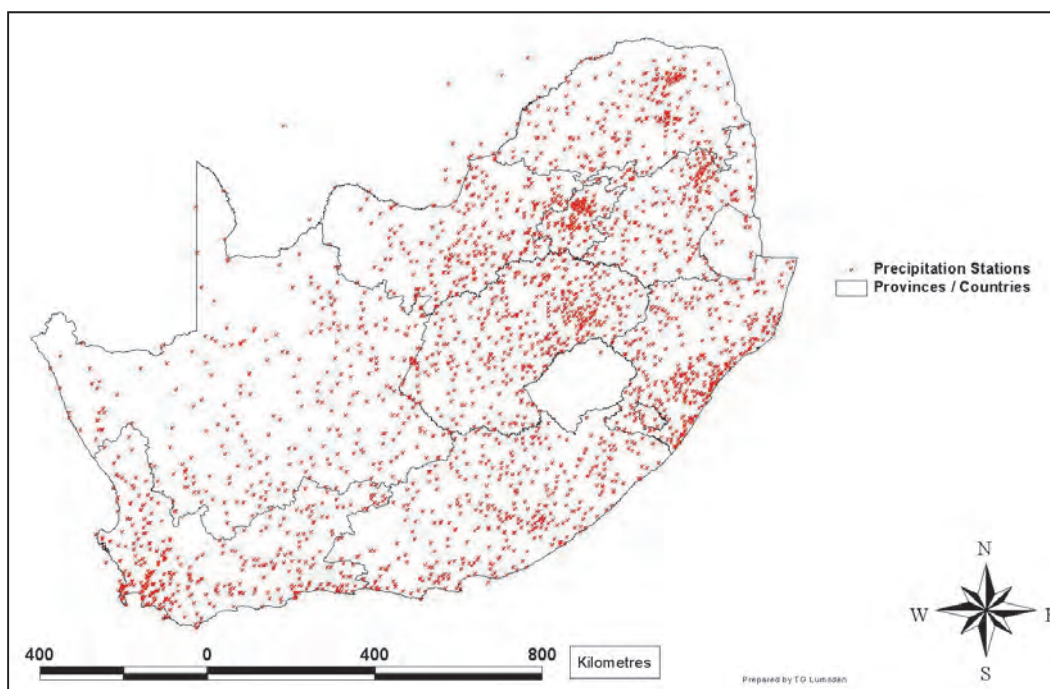 Precipitation Stations
Provinces / Countries
N
W
E
S
400 0 400 800
Kilometres
Prepared by TG Lumsden